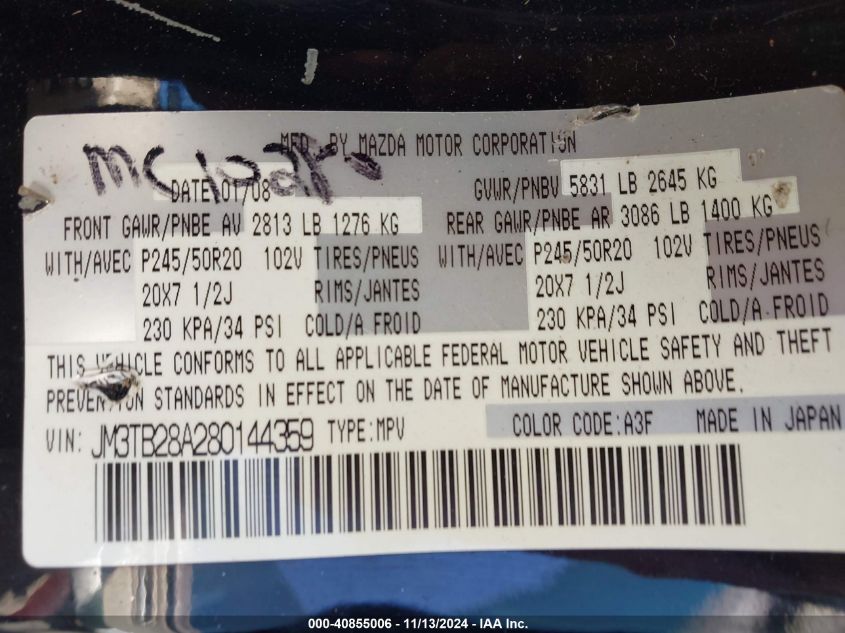 MFD. BY MAZDA MOTOR CORPORATION
MC10280
DATE 01/08 GVWR/PNBV 5831 LB 2645 KG
FRONT GAWR/PNBE AV 2813 LB 1276 KG REAR GAWR/PNBE AR 3086 LB 1400 KG
WITH/AVEC P245/50R20 102V TIRES/PNEUS WITH/AVEC P245/50R20 102V TIRES/PNEUS
20X7 1/2J RIMS/JANTES 20X7 1/2J RIMS/JANTES
230 KPA/34 PSI COLD/A FROID 230 KPA/34 PSI COLD/A FROID
THIS VEHICLE CONFORMS TO ALL APPLICABLE FEDERAL MOTOR VEHICLE SAFETY AND THEFT
PREVENTION STANDARDS IN EFFECT ON THE DATE OF MANUFACTURE SHOWN ABOVE.
VIN: JM3TB28A280144359 TYPE:MPV COLOR CODE:A3F MADE IN JAPAN
000-40855006 - 11/13/2024 - IAA Inc.